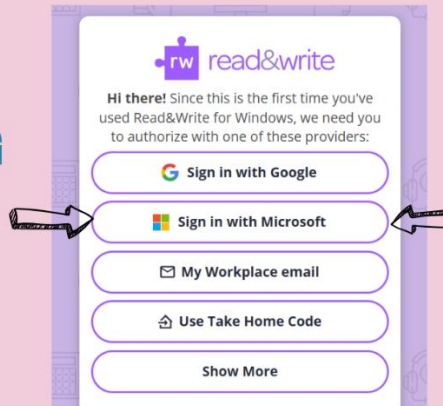 rw read&write
Hi there! Since this is the first time you've
used Read&Write for Windows, we need you
to authorize with one of these providers:
Sign in with Google
Sign in with Microsoft
My Workplace email
Use Take Home Code
Show More